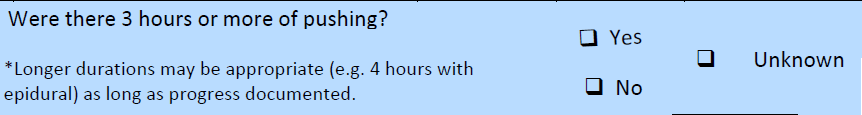 Were there 3 hours or more of pushing?
*Longer durations may be appropriate (e.g. 4 hours with
epidural) as long as progress documented.
❑ Yes
❑ No
❑ Unknown